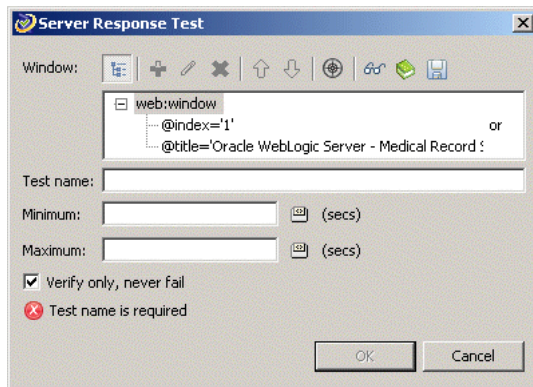 Server Response Test
Window:
web:window
@index='1' or
@title='Oracle WebLogic Server - Medical Record S
Test name:
Minimum: (secs)
Maximum: (secs)
Verify only, never fail
Test name is required
OK Cancel